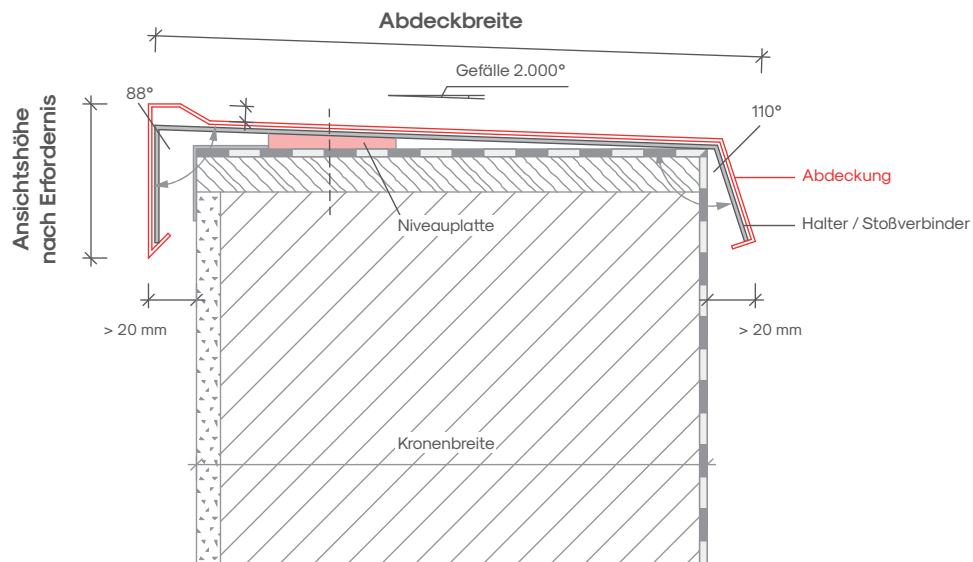 Abdeckbreite
Gefälle 2.000°
88°
110°
Ansichtshöhe
nach Erfordernis
Abdeckung
Niveauplatte
Halter / Stoßverbinder
> 20 mm
> 20 mm
Kronenbreite